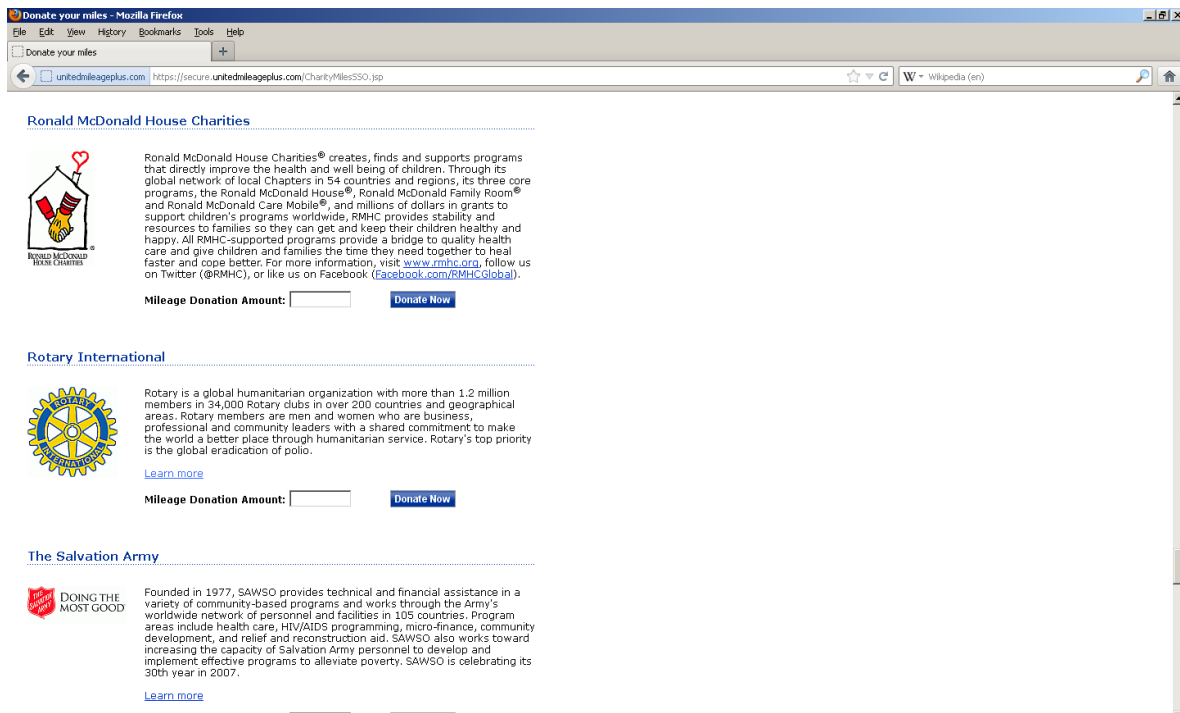 Donate your miles - Mozilla Firefox
File Edit View History Bookmarks Tools Help
Donate your miles +
unitedmileageplus.com https://secure.unitedmileageplus.com/CharityMilesSSO.jsp W Wikipedia (en)
Ronald McDonald House Charities
Ronald McDonald House Charities® creates, finds and supports programs
that directly improve the health and well being of children. Through its
global network of local Chapters in 54 countries and regions, its three core
programs, the Ronald McDonald House®, Ronald McDonald Family Room®
and Ronald McDonald Care Mobile®, and millions of dollars in grants to
support children's programs worldwide, RMHC provides stability and
resources to families so they can get and keep their children healthy and
happy. All RMHC-supported programs provide a bridge to quality health
care and give children and families the time they need together to heal
faster and cope better. For more information, visit www.rmhc.org, follow us
on Twitter (@RMHC), or like us on Facebook (Facebook.com/RMHCGlobal).
RONALD MCDONALD
HOUSE CHARITIES
®
Mileage Donation Amount: Donate Now
Rotary International
ROTARY
INTERNATIONAL
Rotary is a global humanitarian organization with more than 1.2 million
members in 34,000 Rotary clubs in over 200 countries and geographical
areas. Rotary members are men and women who are business,
professional and community leaders with a shared commitment to make
the world a better place through humanitarian service. Rotary's top priority
is the global eradication of polio.
Learn more
Mileage Donation Amount: Donate Now
The Salvation Army
THE
SALVATION
ARMY
DOING THE
MOST GOOD
Founded in 1977, SAWSO provides technical and financial assistance in a
variety of community-based programs and works through the Army's
worldwide network of personnel and facilities in 105 countries. Program
areas include health care, HIV/AIDS programming, micro-finance, community
development, and relief and reconstruction aid. SAWSO also works toward
increasing the capacity of Salvation Army personnel to develop and
implement effective programs to alleviate poverty. SAWSO is celebrating its
30th year in 2007.
Learn more